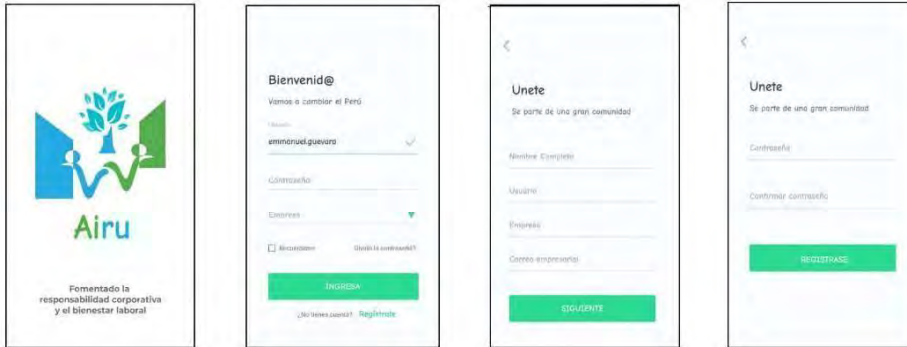 Airu
Fomentado la
responsabilidad corporativa
y el bienestar laboral
Bienvenid@
Vamos a cambiar el Perú
Usuario
emmanuel.guevara
Contraseña
Empresa
Recuérdame
Olvidé la contraseña?
INGRESA
¿No tienes cuenta? Regístrate
Unete
Se parte de una gran comunidad
Nombre Completo
Usuario
Empresa
Correo empresarial
SIGUIENTE
Unete
Se parte de una gran comunidad
Contraseña
Confirmar contraseña
REGISTRASE